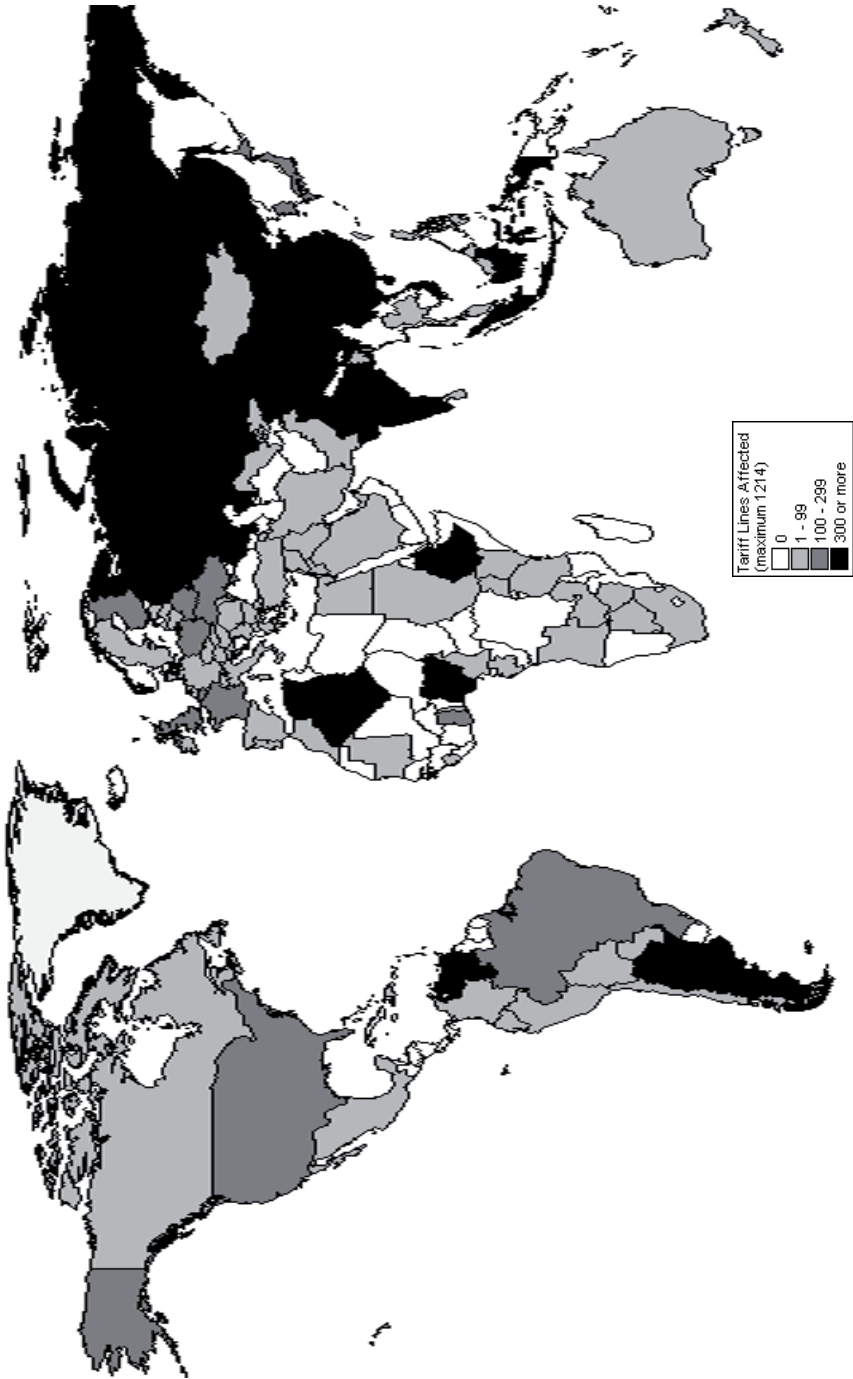 Tariff Lines Affected
(maximum 1214)
0
1 - 99
100 - 299
300 or more